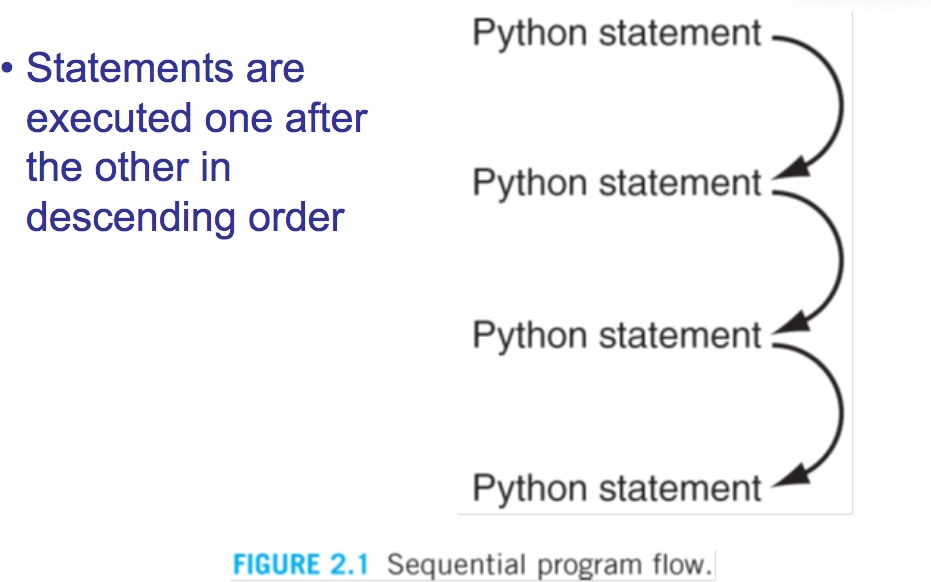 • Statements are
executed one after
the other in
descending order
Python statement
Python statement
Python statement
Python statement
FIGURE 2.1 Sequential program flow.